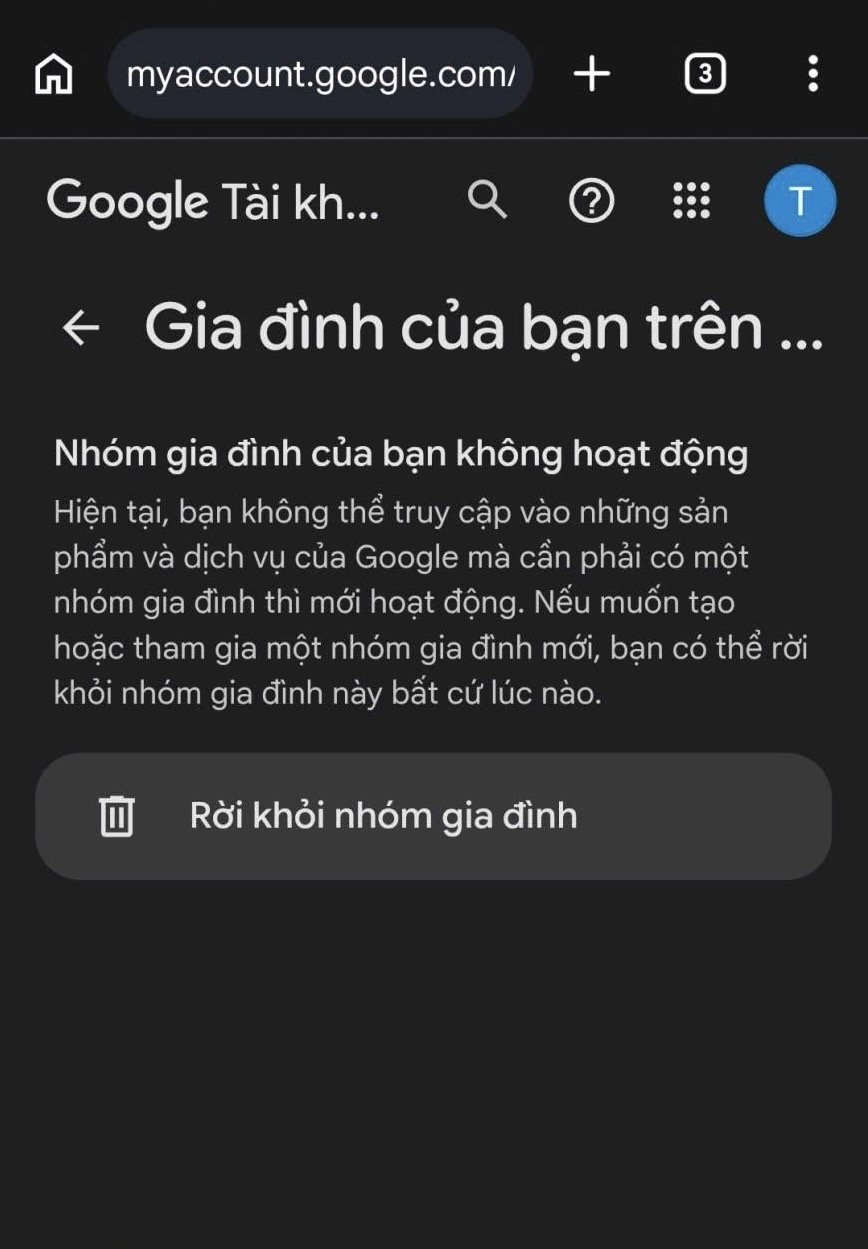 myaccount.google.com/
3
Google Tài kh...
T
Gia đình của bạn trên ...
Nhóm gia đình của bạn không hoạt động
Hiện tại, bạn không thể truy cập vào những sản
phẩm và dịch vụ của Google mà cần phải có một
nhóm gia đình thì mới hoạt động. Nếu muốn tạo
hoặc tham gia một nhóm gia đình mới, bạn có thể rời
khỏi nhóm gia đình này bất cứ lúc nào.
Rời khỏi nhóm gia đình